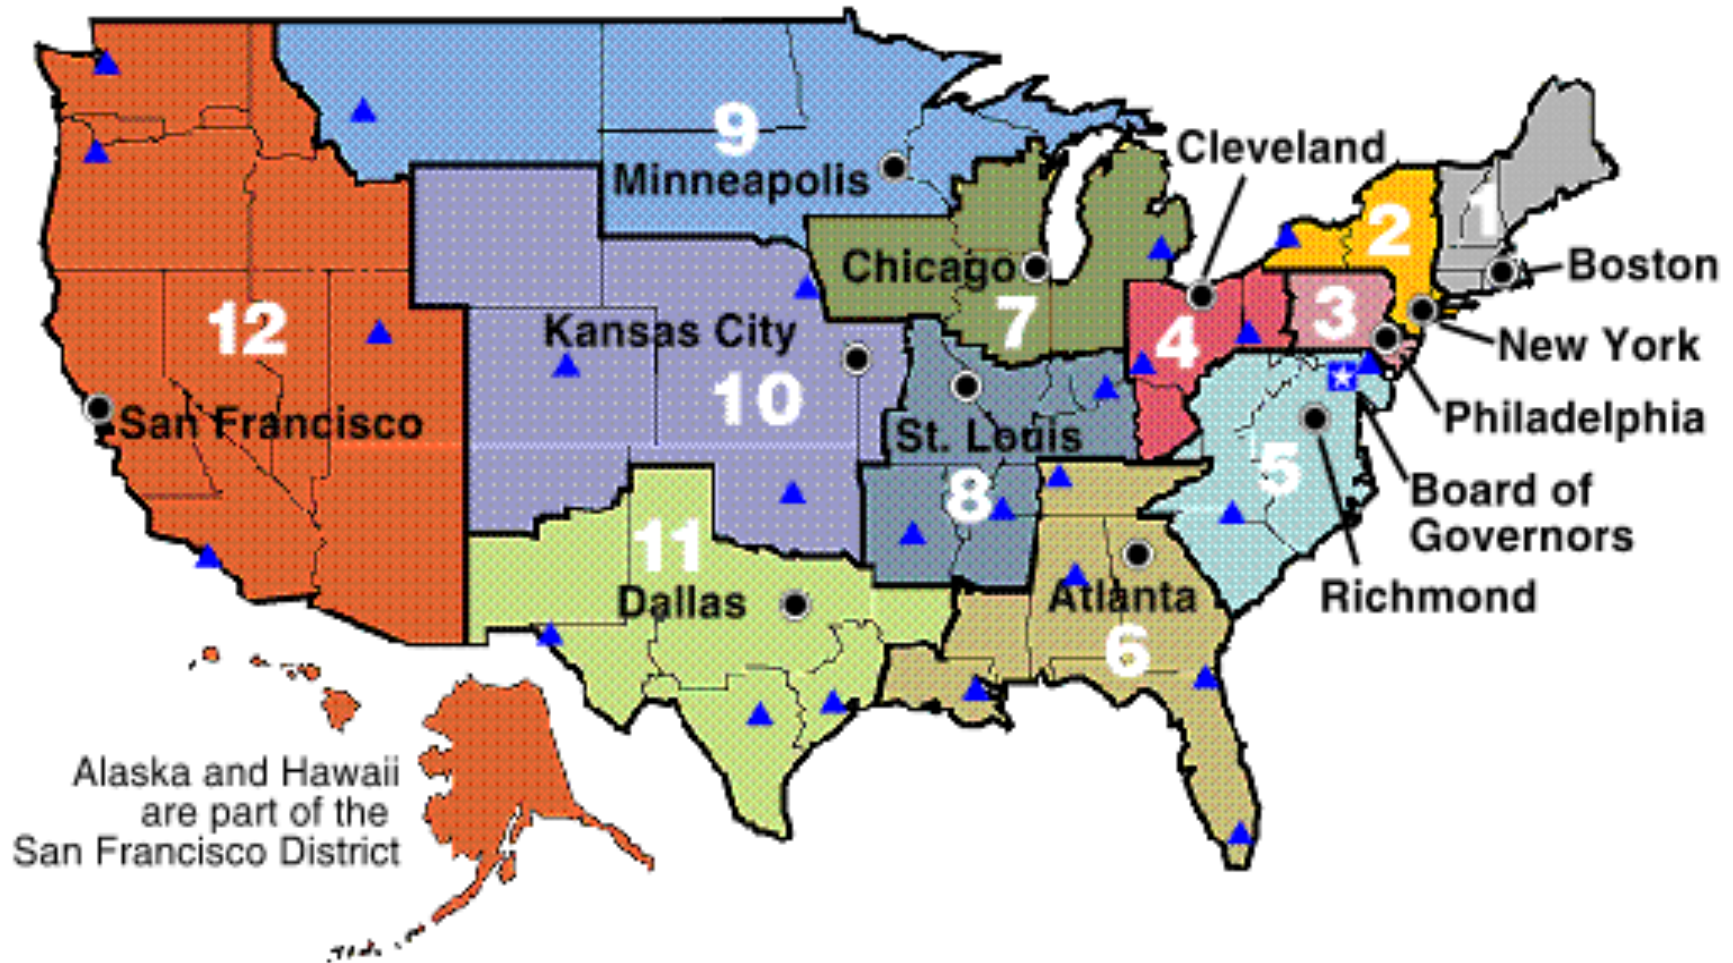 9
Minneapolis
Cleveland
2
1
Chicago
Boston
12
Kansas City
7
4
3
New York
10
San Francisco
St. Louis
Philadelphia
5
8
Board of
Governors
11
Dallas
Atlanta
Richmond
6
Alaska and Hawaii
are part of the
San Francisco District